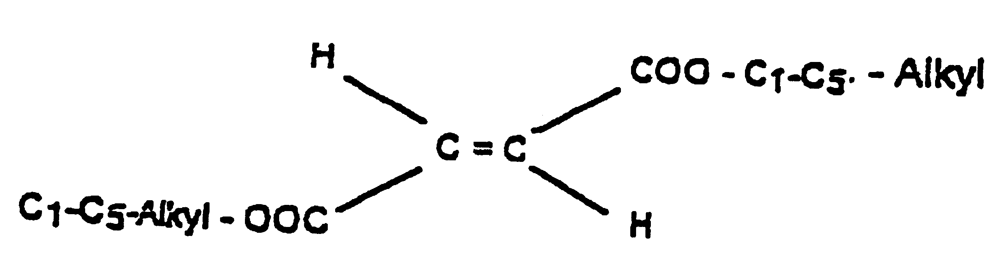 H
COO - C1-C5. - Alkyl
C = C
C1-C5-Alkyl - OOC
H